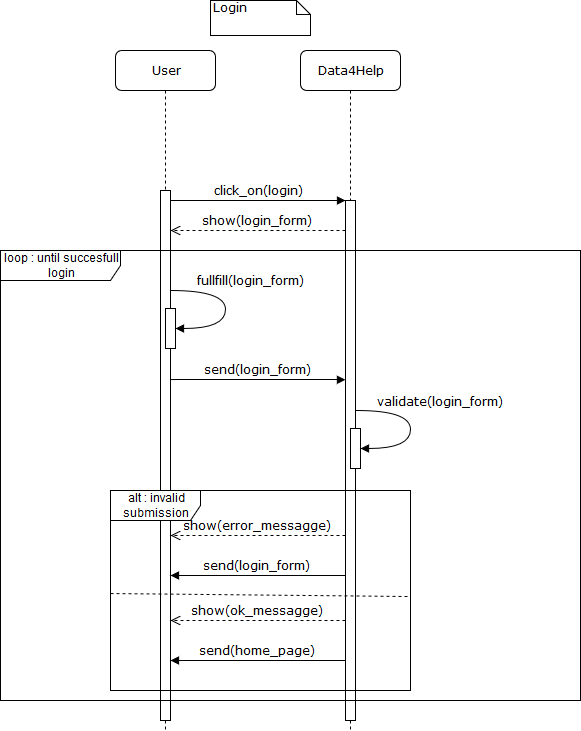 Login
User
Data4Help
click_on(login)
show(login_form)
loop : until succesfull
login
fullfill(login_form)
send(login_form)
validate(login_form)
alt : invalid
submission
show(error_messagge)
send(login_form)
show(ok_messagge)
send(home_page)